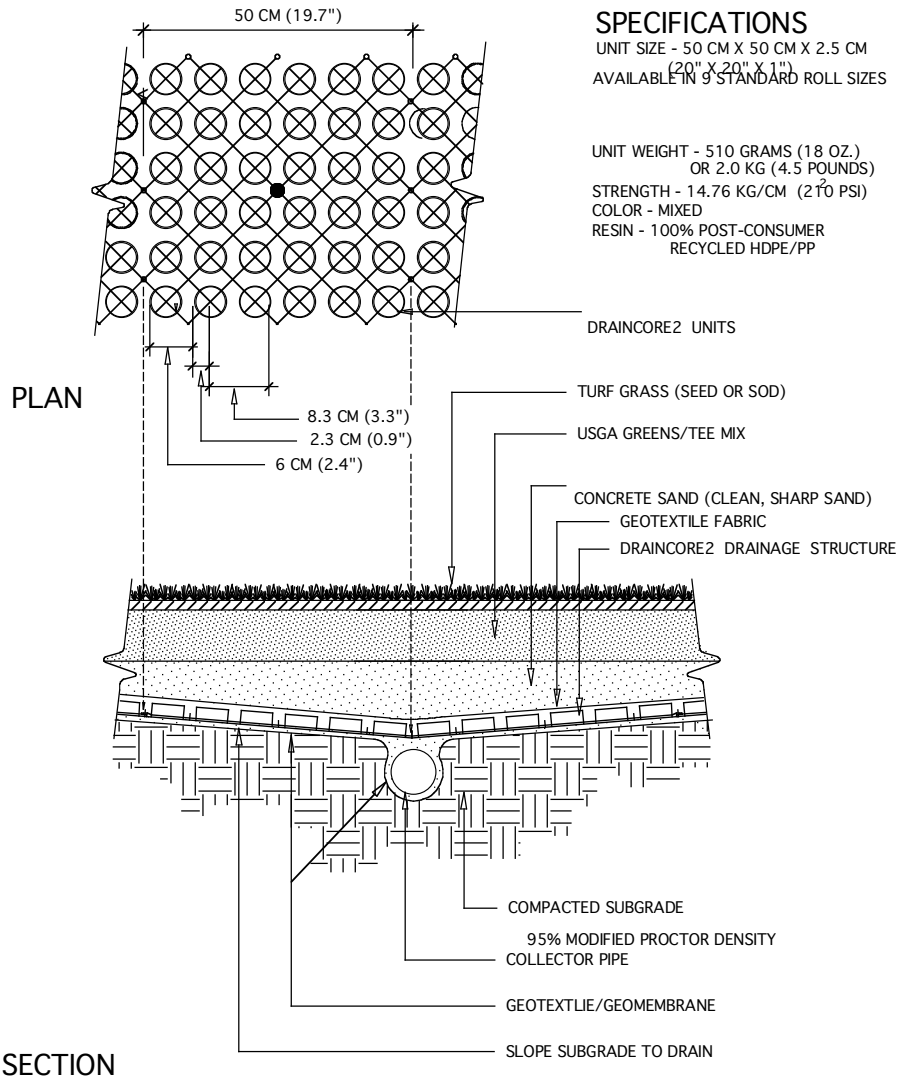 50 CM (19.7")
SPECIFICATIONS
UNIT SIZE - 50 CM X 50 CM X 2.5 CM
(20" X 20" X 1")
AVAILABLE IN 9 STANDARD ROLL SIZES
UNIT WEIGHT - 510 GRAMS (18 OZ.)
OR 2.0 KG (4.5 POUNDS)
STRENGTH - 14.76 KG/CM2 (210 PSI)
COLOR - MIXED
RESIN - 100% POST-CONSUMER
RECYCLED HDPE/PP
DRAINCORE2 UNITS
PLAN
8.3 CM (3.3")
2.3 CM (0.9")
6 CM (2.4")
TURF GRASS (SEED OR SOD)
USGA GREENS/TEE MIX
CONCRETE SAND (CLEAN, SHARP SAND)
GEOTEXTILE FABRIC
DRAINCORE2 DRAINAGE STRUCTURE
COMPACTED SUBGRADE
95% MODIFIED PROCTOR DENSITY
COLLECTOR PIPE
GEOTEXTLIE/GEOMEMBRANE
SLOPE SUBGRADE TO DRAIN
SECTION